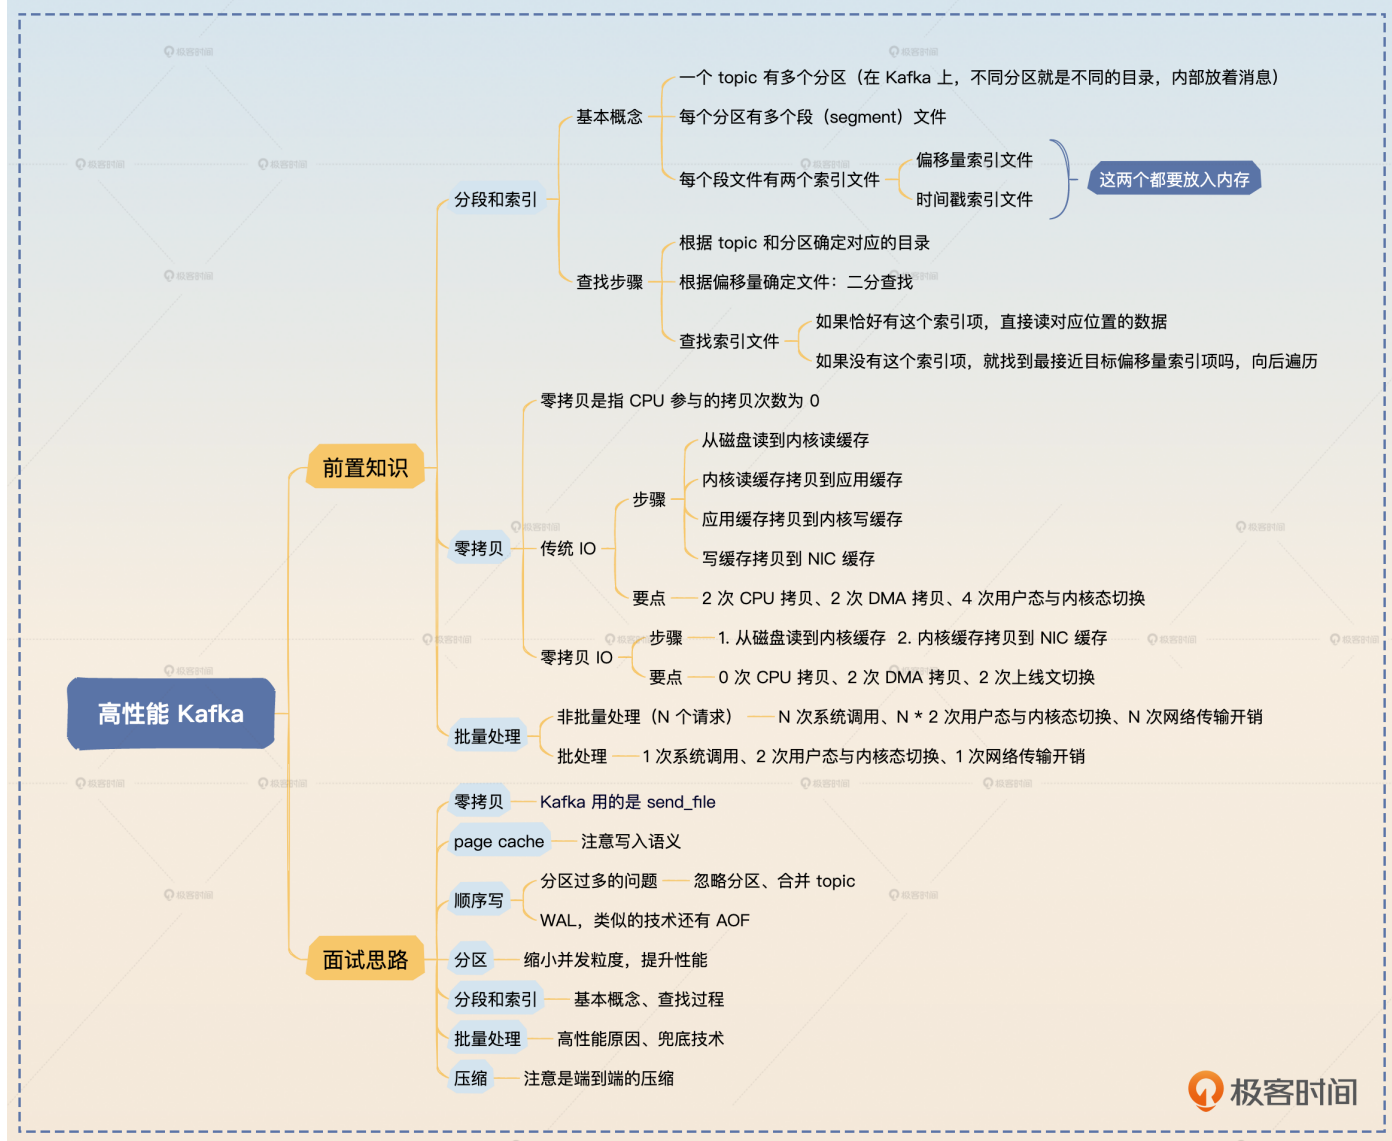 高性能 Kafka
前置知识
分段和索引
基本概念
一个 topic 有多个分区（在 Kafka 上，不同分区就是不同的目录，内部放着消息）
每个分区有多个段（segment）文件
每个段文件有两个索引文件
偏移量索引文件
时间戳索引文件
这两个都要放入内存
查找步骤
根据 topic 和分区确定对应的目录
根据偏移量确定文件：二分查找
查找索引文件
如果恰好有这个索引项，直接读对应位置的数据
如果没有这个索引项，就找到最接近目标偏移量索引项吗，向后遍历
零拷贝
零拷贝是指 CPU 参与的拷贝次数为 0
传统 IO
步骤
从磁盘读到内核读缓存
内核读缓存拷贝到应用缓存
应用缓存拷贝到内核写缓存
写缓存拷贝到 NIC 缓存
要点
2 次 CPU 拷贝、2 次 DMA 拷贝、4 次用户态与内核态切换
零拷贝 IO
步骤
1. 从磁盘读到内核缓存 2. 内核缓存拷贝到 NIC 缓存
要点
0 次 CPU 拷贝、2 次 DMA 拷贝、2 次上线文切换
批量处理
非批量处理（N 个请求）
N 次系统调用、N * 2 次用户态与内核态切换、N 次网络传输开销
批处理
1 次系统调用、2 次用户态与内核态切换、1 次网络传输开销
面试思路
零拷贝
Kafka 用的是 send_file
page cache
注意写入语义
顺序写
分区过多的问题
忽略分区、合并 topic
WAL，类似的技术还有 AOF
分区
缩小并发粒度，提升性能
分段和索引
基本概念、查找过程
批量处理
高性能原因、兜底技术
压缩
注意是端到端的压缩
极客时间